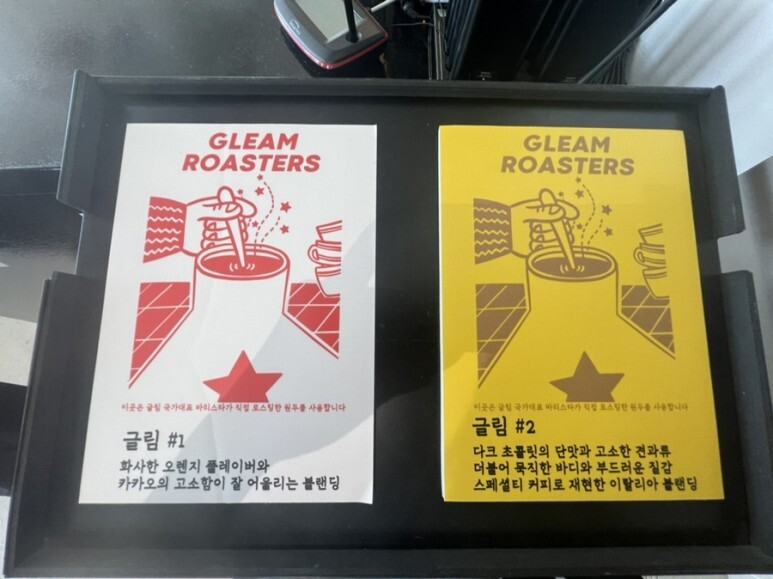 GLEAM
ROASTERS
이곳은 글림 국가대표 바리스타가 직접 로스팅한 원두를 사용합니다
글림 #1
화사한 오렌지 플레이버와
카카오의 고소함이 잘 어울리는 블랜딩
GLEAM
ROASTERS
이곳은 글림 국가대표 바리스타가 직접 로스팅한 원두를 사용합니다
글림 #2
다크 초콜릿의 단맛과 고소한 견과류
더불어 묵직한 바디와 부드러운 질감
스페셜티 커피로 재현한 이탈리아 블랜딩